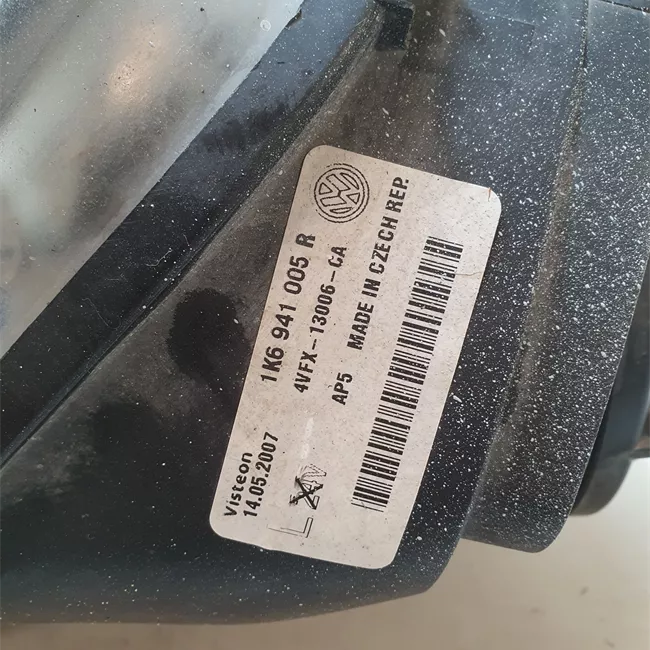 1K6 941 005 R
4VFX-13006-CA
AP5 MADE IN CZECH REP.
Visteon
14.05.2007